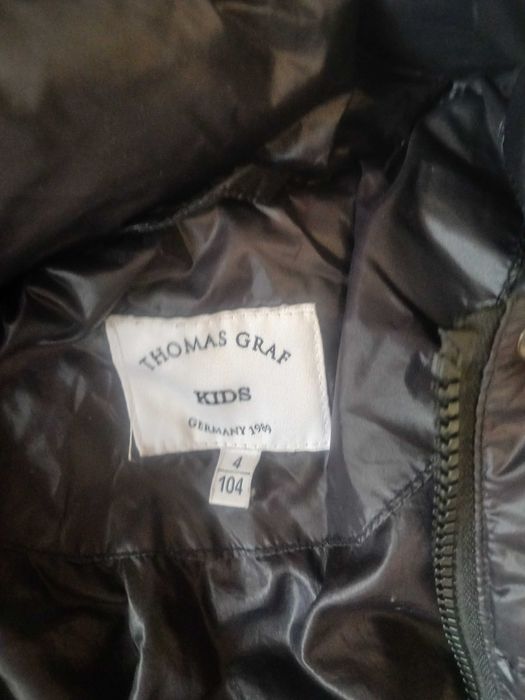 THOMAS GRAF
KIDS
GERMANY 1989
4
104